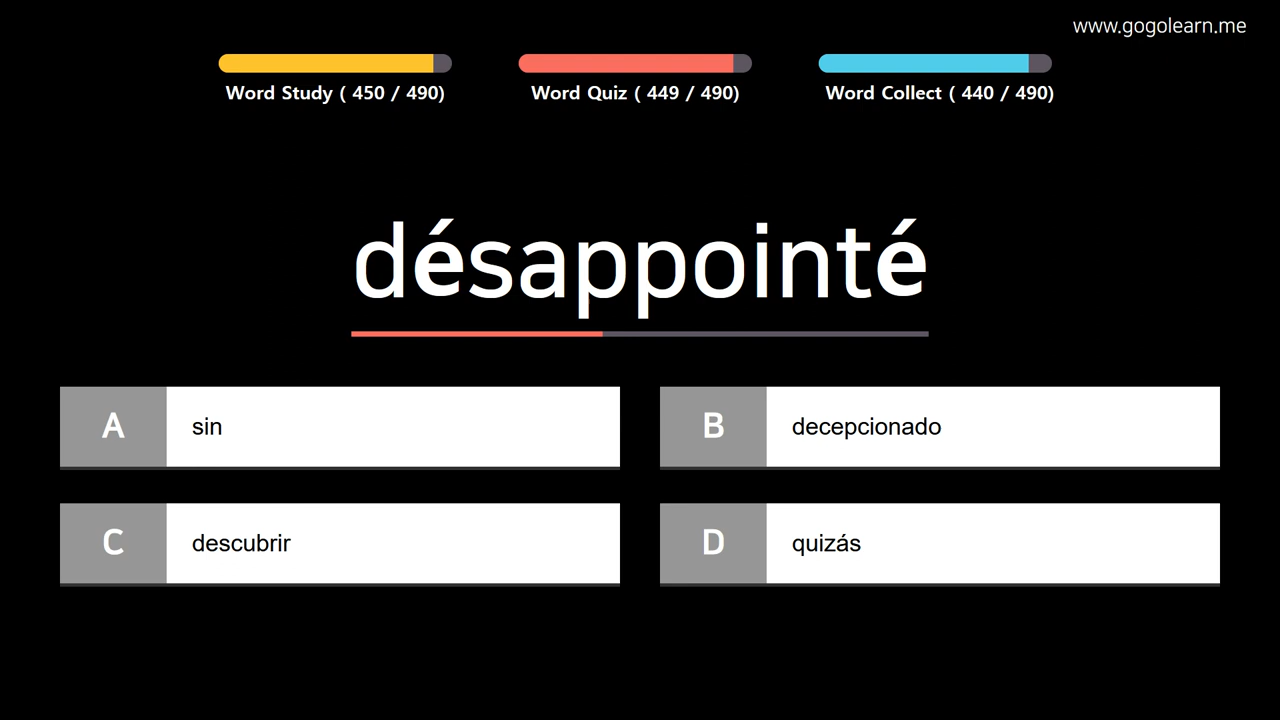 www.gogolearn.me
Word Study ( 450 / 490)
Word Quiz ( 449 / 490)
Word Collect ( 440 / 490)
désappointé
A sin
B decepcionado
C descubrir
D quizás